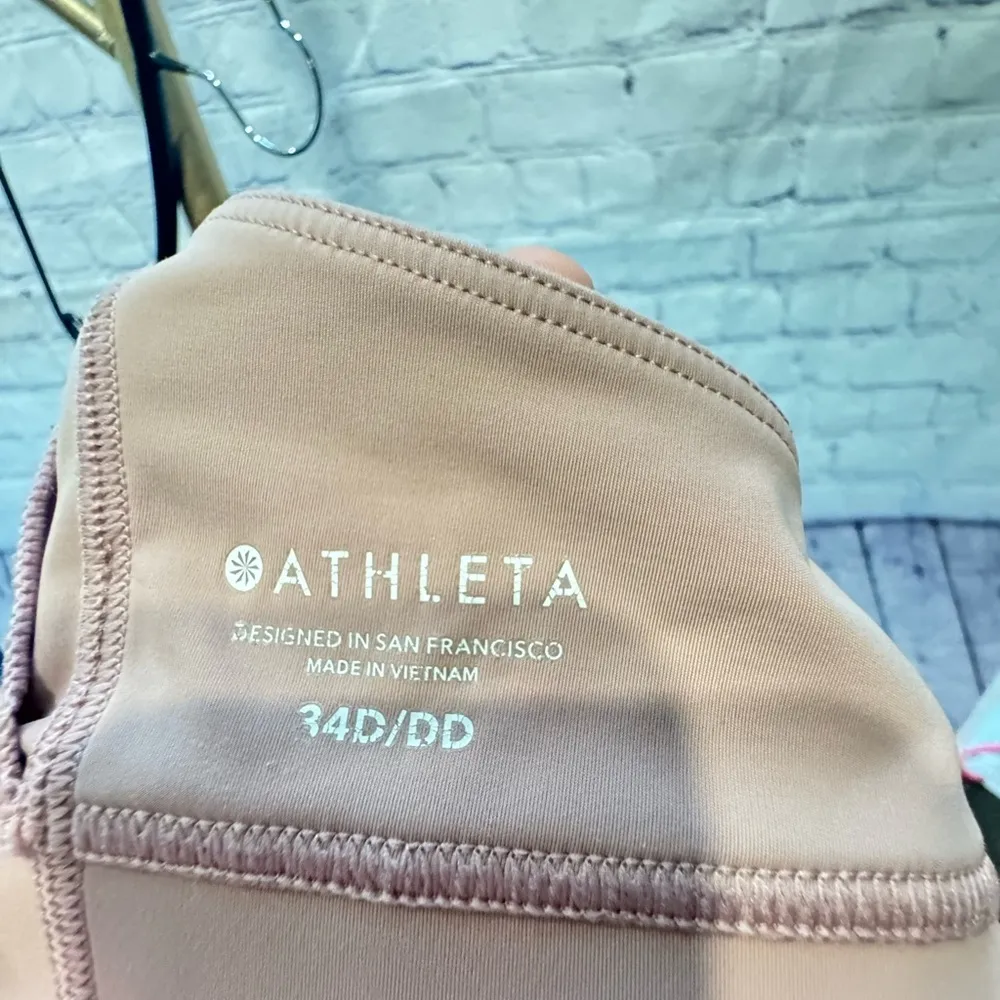 ATHLETA
DESIGNED IN SAN FRANCISCO
MADE IN VIETNAM
34D/DD